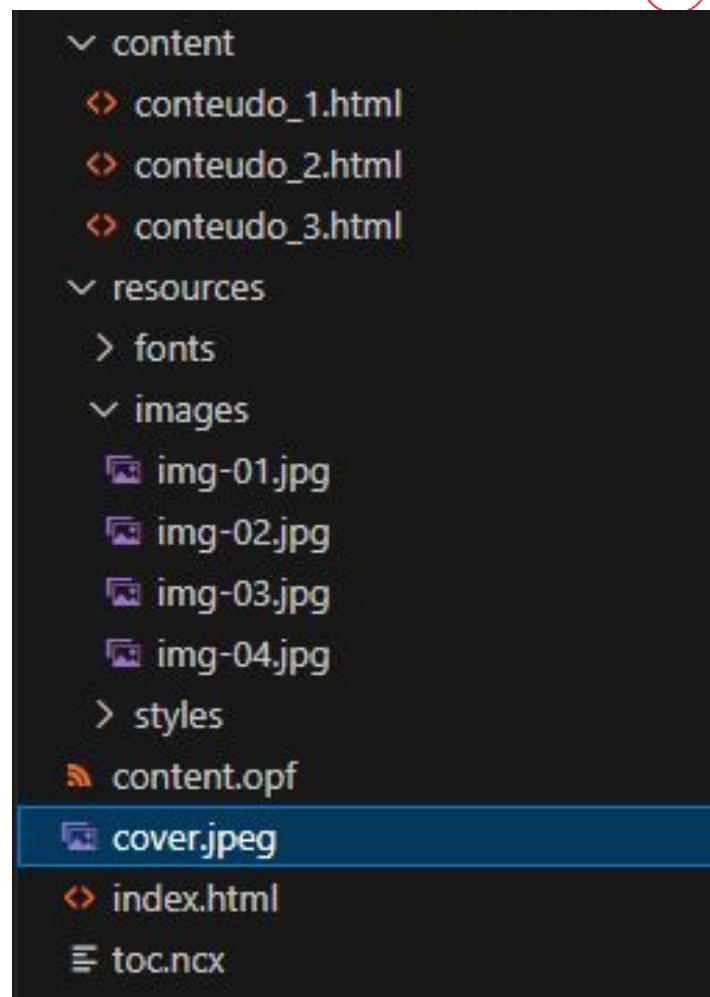 content
conteudo_1.html
conteudo_2.html
conteudo_3.html
resources
fonts
images
img-01.jpg
img-02.jpg
img-03.jpg
img-04.jpg
styles
content.opf
cover.jpeg
index.html
toc.ncx